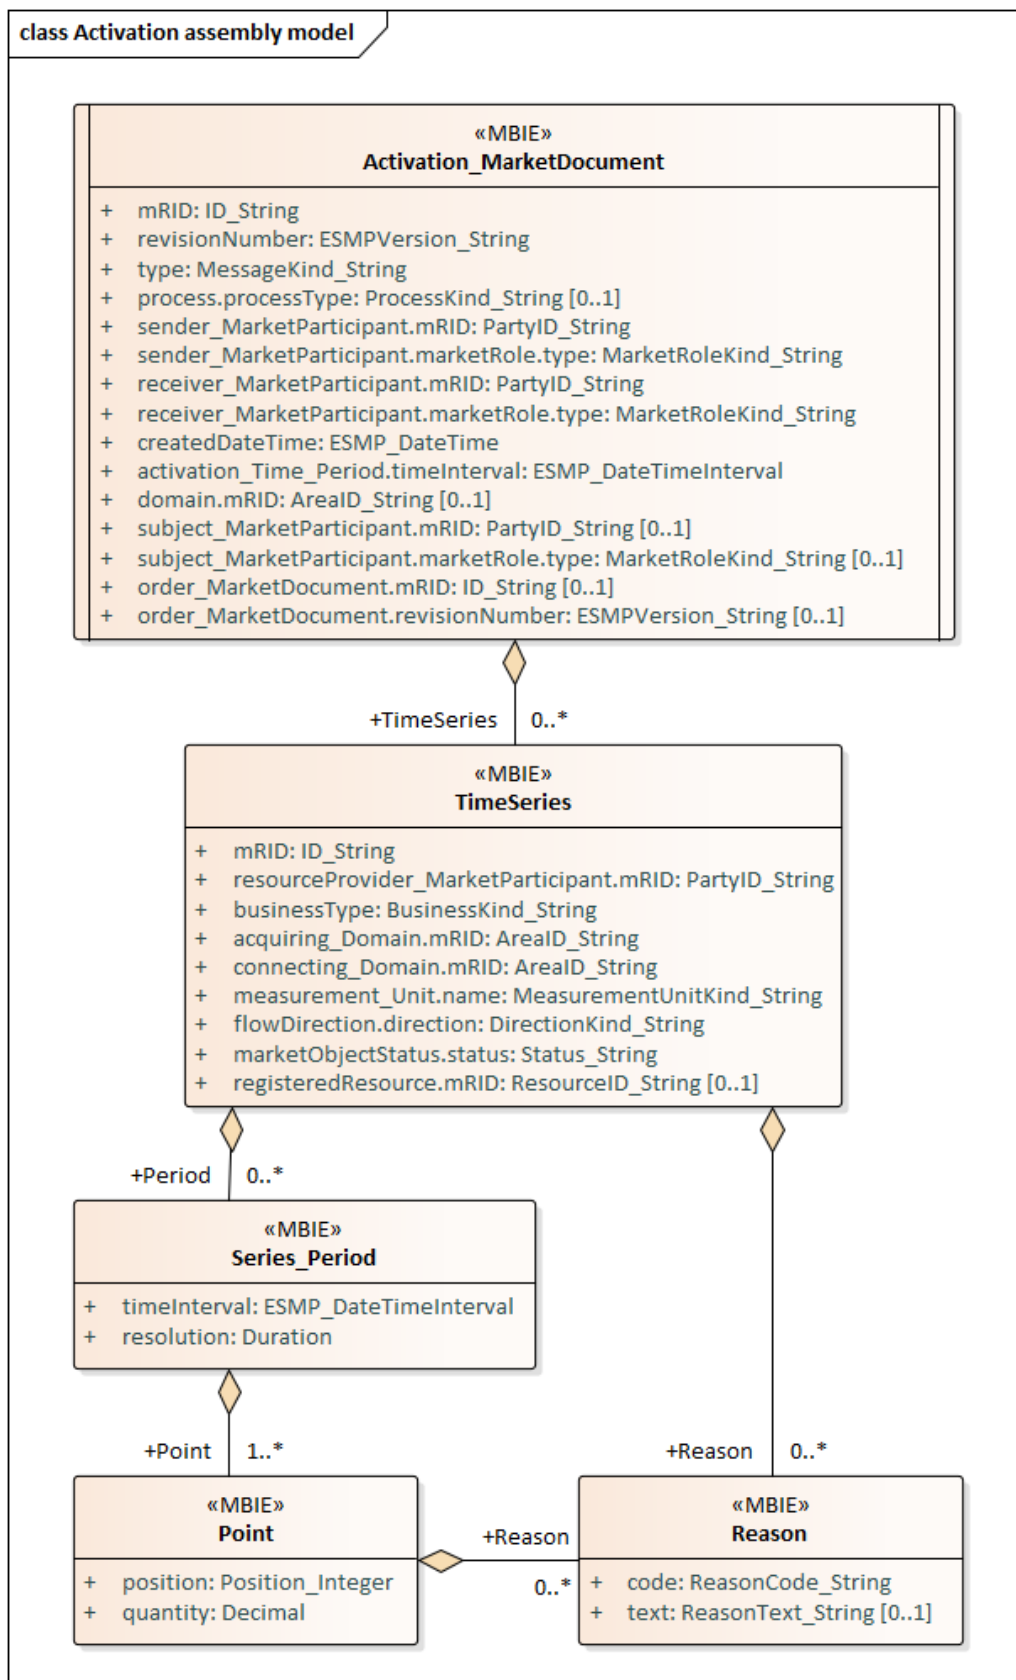 class Activation assembly model
«MBIE»
Activation_MarketDocument
+ mRID: ID_String
+ revisionNumber: ESMPVersion_String
+ type: MessageKind_String
+ process.processType: ProcessKind_String [0..1]
+ sender_MarketParticipant.mRID: PartyID_String
+ sender_MarketParticipant.marketRole.type: MarketRoleKind_String
+ receiver_MarketParticipant.mRID: PartyID_String
+ receiver_MarketParticipant.marketRole.type: MarketRoleKind_String
+ createdDateTime: ESMP_DateTime
+ activation_Time_Period.timeInterval: ESMP_DateTimeInterval
+ domain.mRID: AreaID_String [0..1]
+ subject_MarketParticipant.mRID: PartyID_String [0..1]
+ subject_MarketParticipant.marketRole.type: MarketRoleKind_String [0..1]
+ order_MarketDocument.mRID: ID_String [0..1]
+ order_MarketDocument.revisionNumber: ESMPVersion_String [0..1]
+TimeSeries 0..*
«MBIE»
TimeSeries
+ mRID: ID_String
+ resourceProvider_MarketParticipant.mRID: PartyID_String
+ businessType: BusinessKind_String
+ acquiring_Domain.mRID: AreaID_String
+ connecting_Domain.mRID: AreaID_String
+ measurement_Unit.name: MeasurementUnitKind_String
+ flowDirection.direction: DirectionKind_String
+ marketObjectStatus.status: Status_String
+ registeredResource.mRID: ResourceID_String [0..1]
+Period 0..*
«MBIE»
Series_Period
+ timeInterval: ESMP_DateTimeInterval
+ resolution: Duration
+Point 1..*
+Reason 0..*
«MBIE»
Point
+ position: Position_Integer
+ quantity: Decimal
+Reason
0..*
«MBIE»
Reason
+ code: ReasonCode_String
+ text: ReasonText_String [0..1]